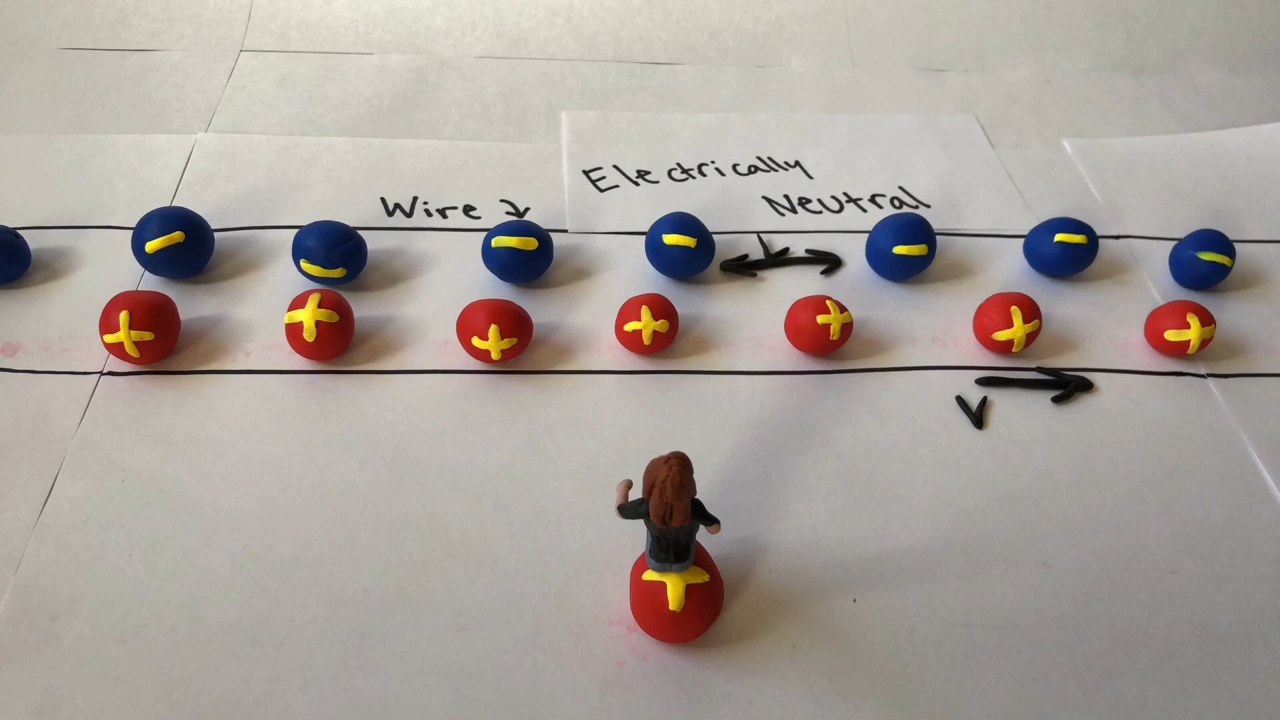 Electrically
Neutral
Wire ↘
L
v